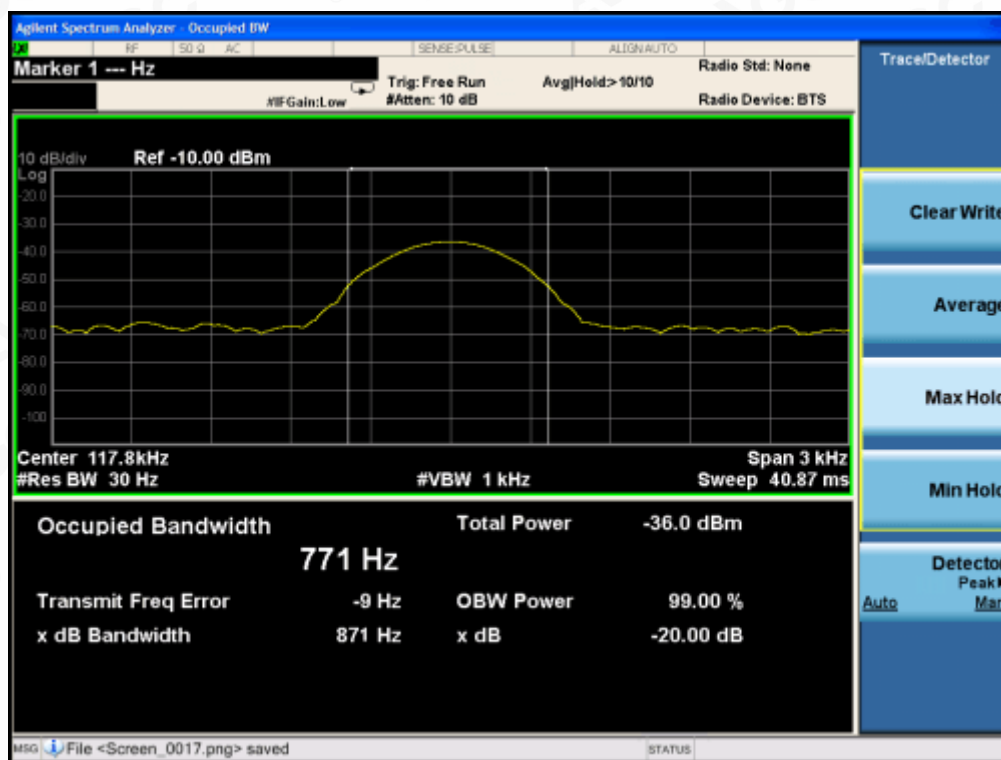 Agilent Spectrum Analyzer - Occupied BW
RF 50 Ω AC SENSE:PULSE ALIGNAUTO
Marker 1 --- Hz
Trig: Free Run Avg|Hold:>10/10 Radio Std: None
#IFGain:Low #Atten: 10 dB Radio Device: BTS
10 dB/div Ref -10.00 dBm
Log
-20.0
-30.0
-40.0
-50.0
-60.0
-70.0
-80.0
-90.0
-100
Center 117.8kHz Span 3 kHz
#Res BW 30 Hz #VBW 1 kHz Sweep 40.87 ms
Occupied Bandwidth Total Power -36.0 dBm
771 Hz
Transmit Freq Error -9 Hz OBW Power 99.00 %
x dB Bandwidth 871 Hz x dB -20.00 dB
MSG File <Screen_0017.png> saved STATUS
Trace/Detector
Clear Write
Average
Max Hold
Min Hold
Detector
Peak
Auto Man